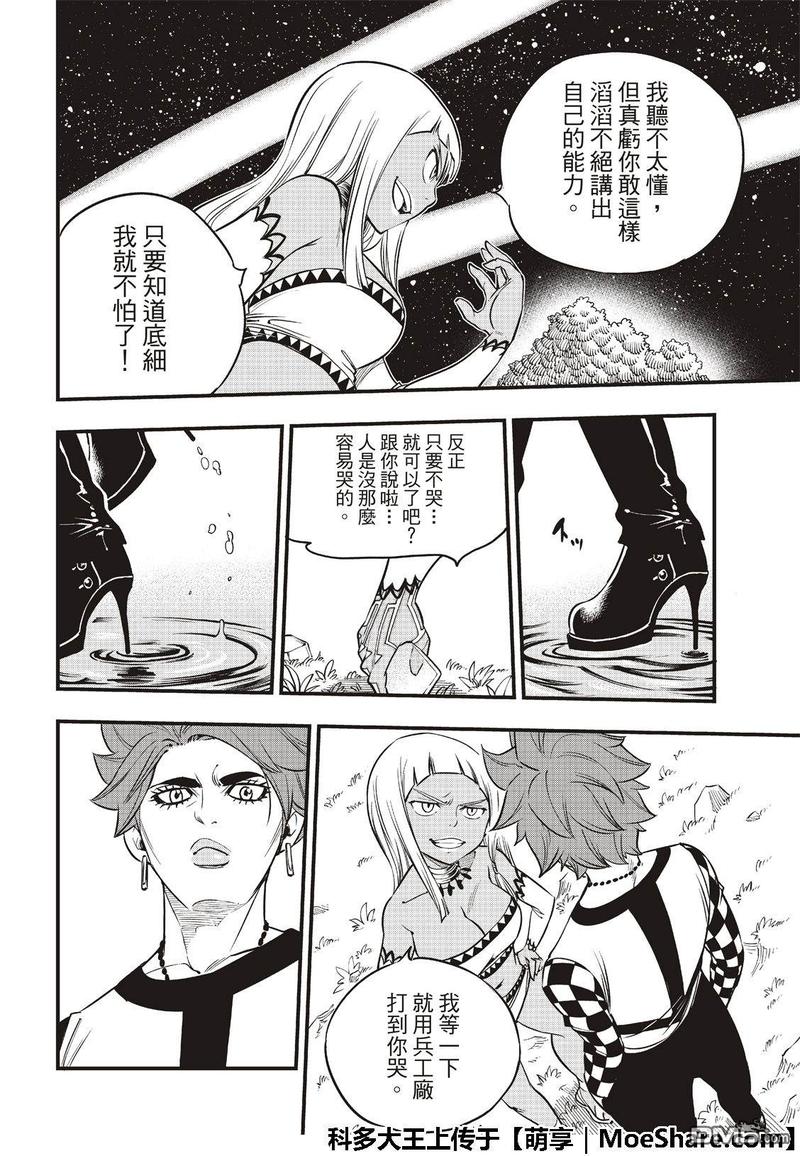 我聽不太懂，
但真虧你敢這樣
滔滔不絕講出
自己的能力。
只要知道底細
我就不怕了！
反正
只要不哭…
就可以了吧？
跟你說啦…
人是沒那麼
容易哭的。
我等一下
就用兵工廠
打到你哭。
科多大王上传于【萌享｜MoeShare.com】